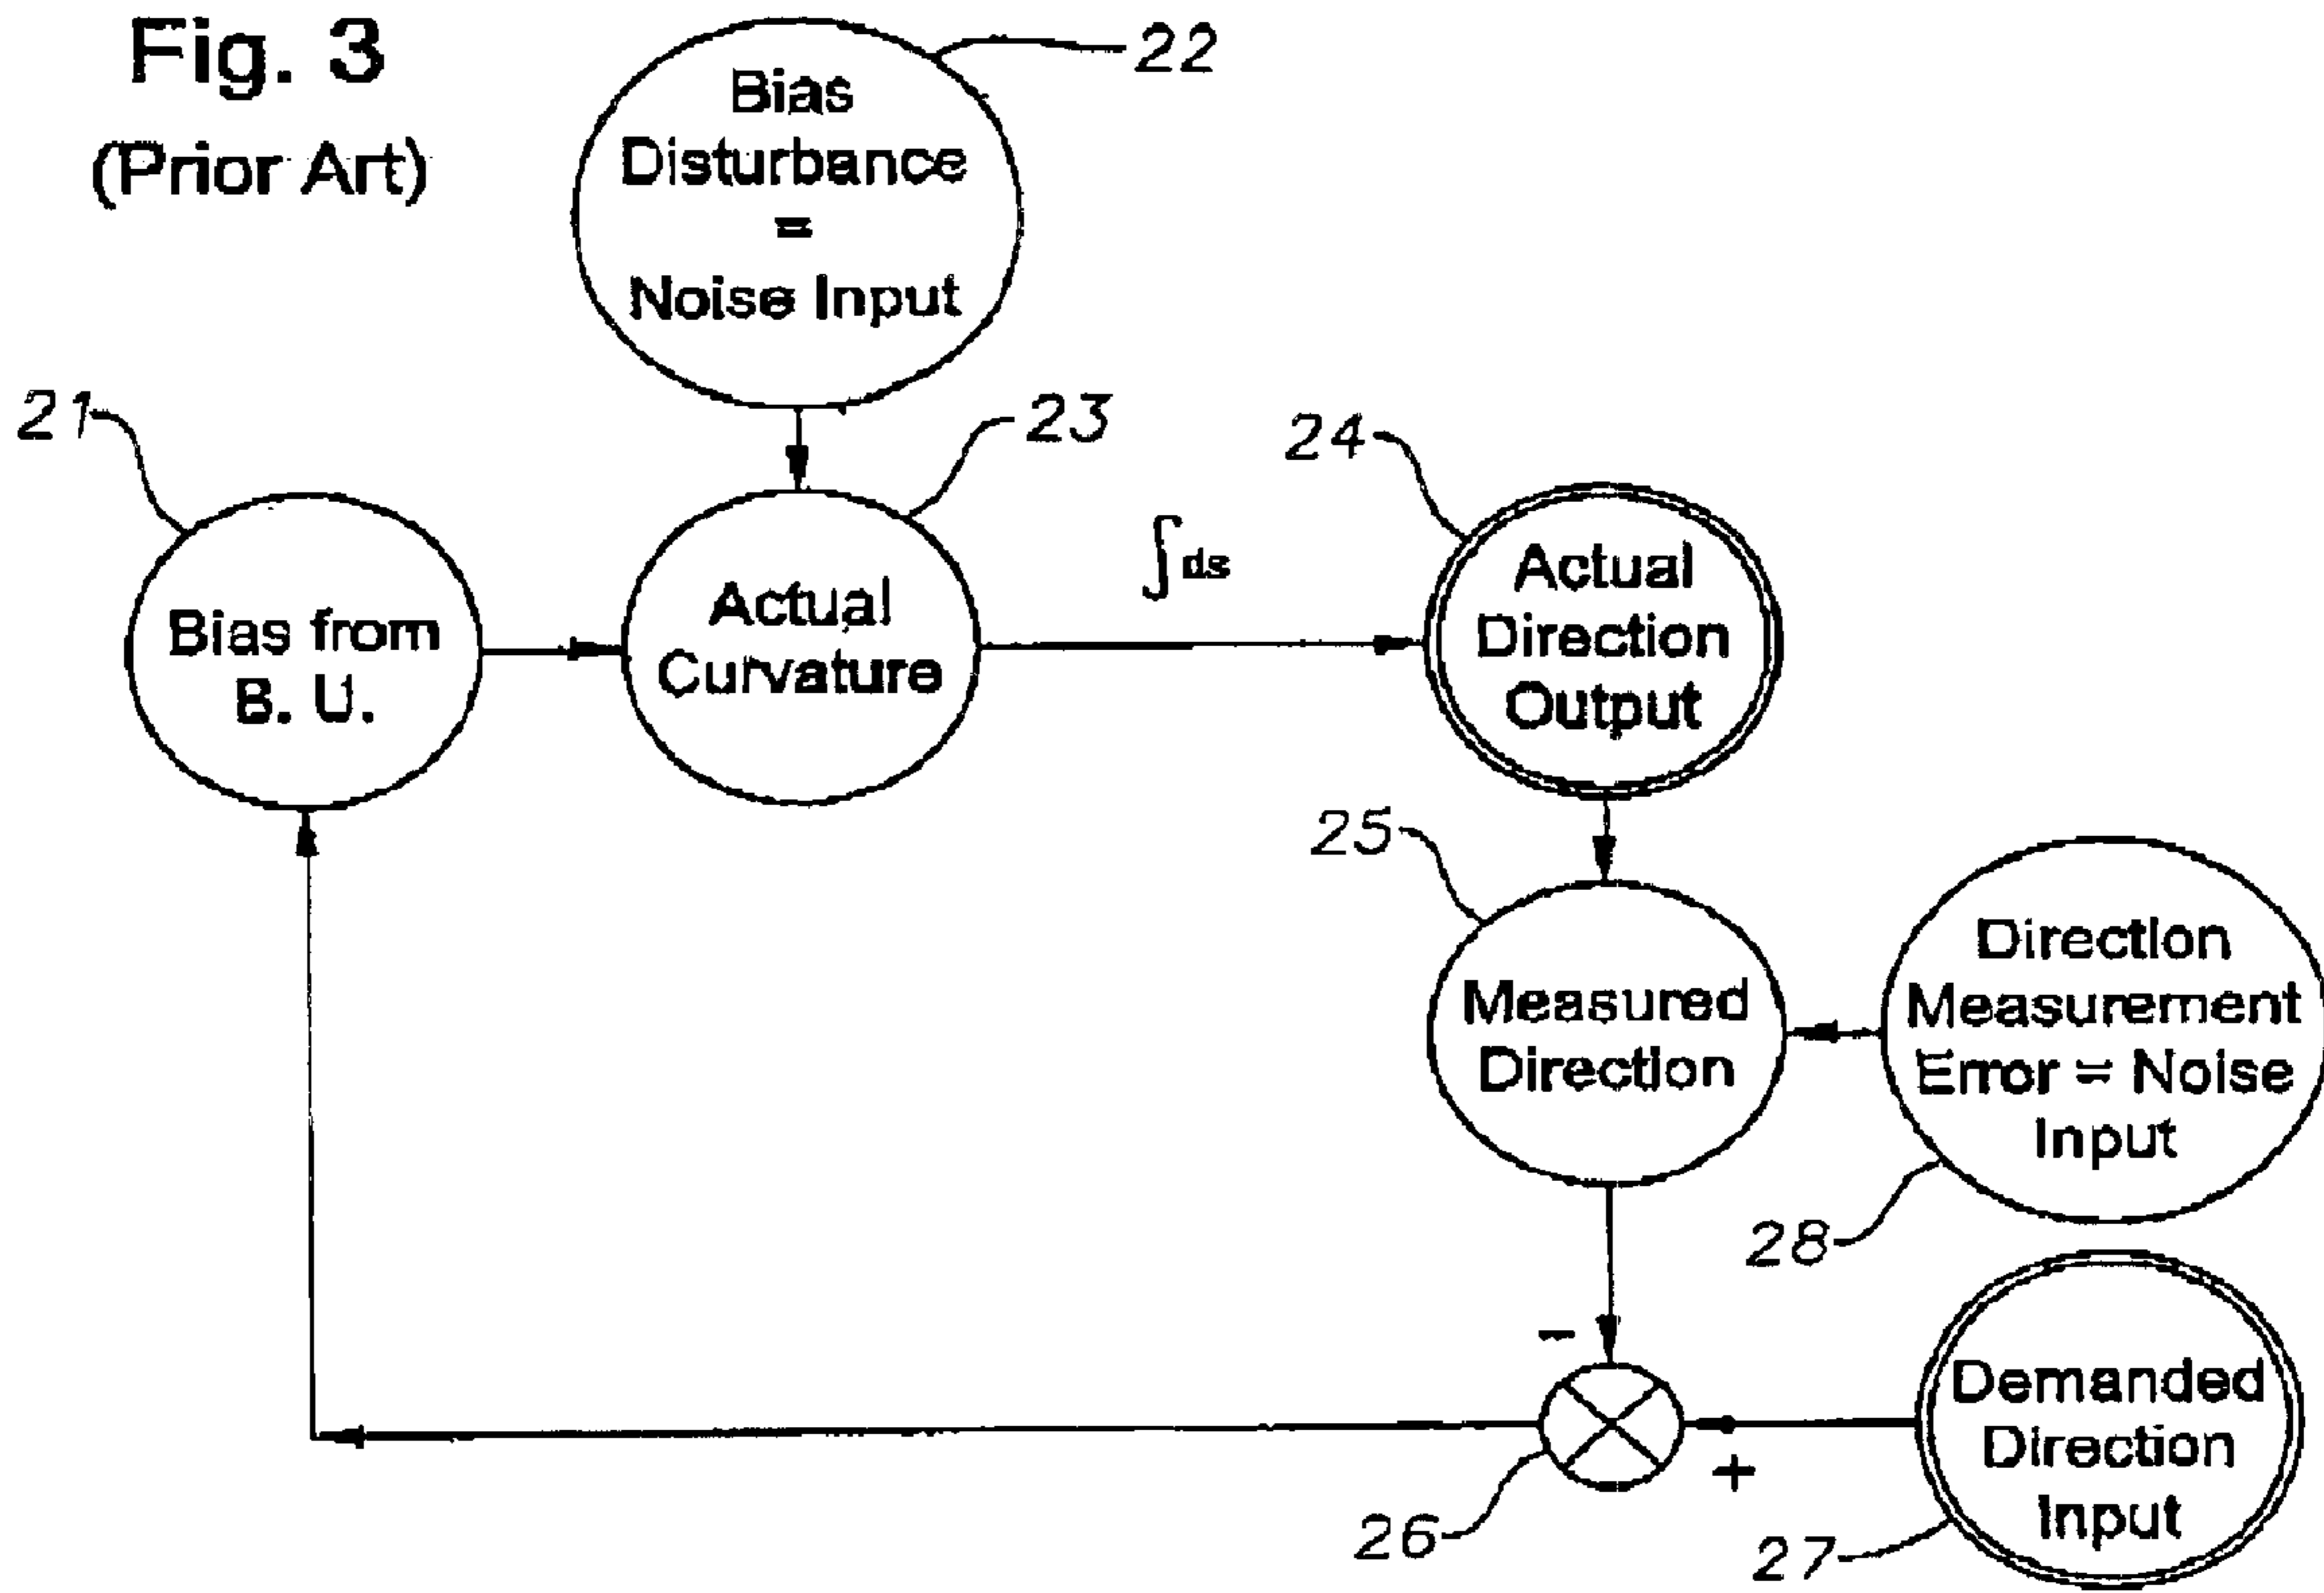 Fig. 3
(Prior Art)
22
Bias
Disturbance
=
Noise Input
21
23
24
Bias from
B. U.
Actual
Curvature
∫ds
Actual
Direction
Output
25
Measured
Direction
Direction
Measurement
Error = Noise
Input
28
-
+
26
Demanded
Direction
Input
27